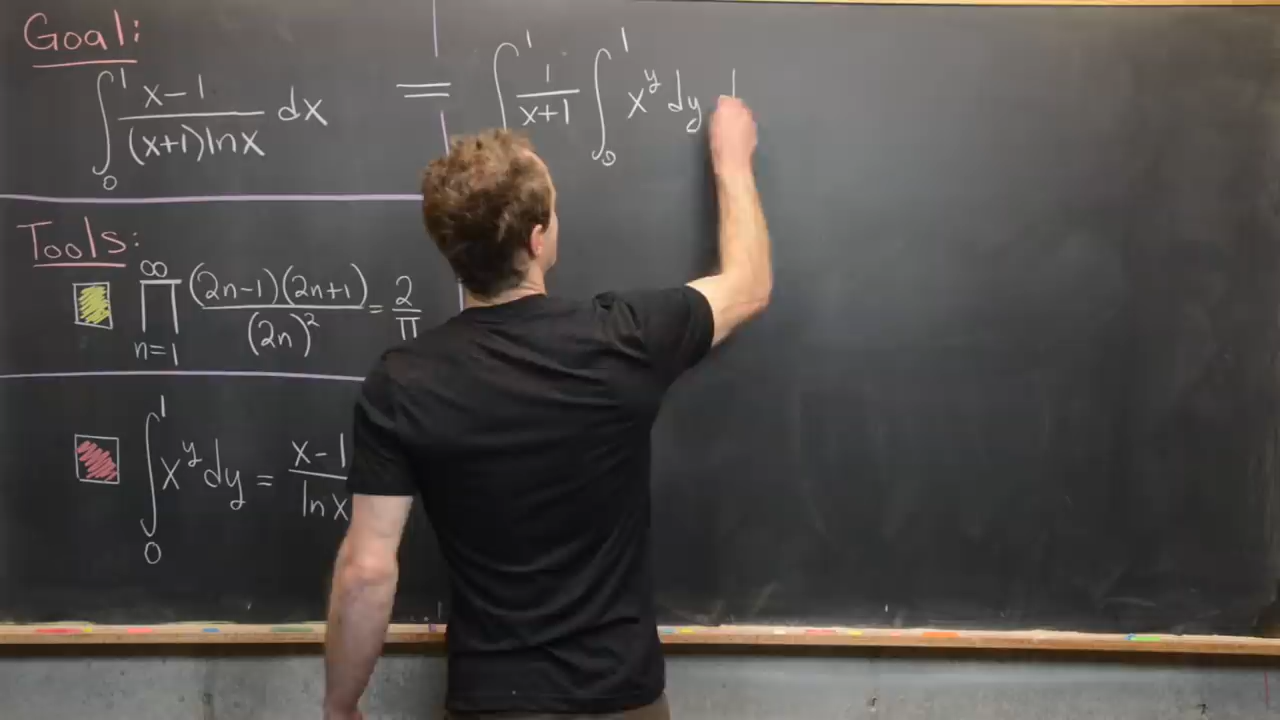 Goal:
∫₀¹ (x-1)/((x+1)ln x) dx = ∫ ¹ 1/(x+1) ∫₀¹ x^y dy
Tools:
∏_{n=1}^{∞} (2n-1)(2n+1)/(2n)² = 2/π
∫₀¹ x^y dy = (x-1)/(ln x)